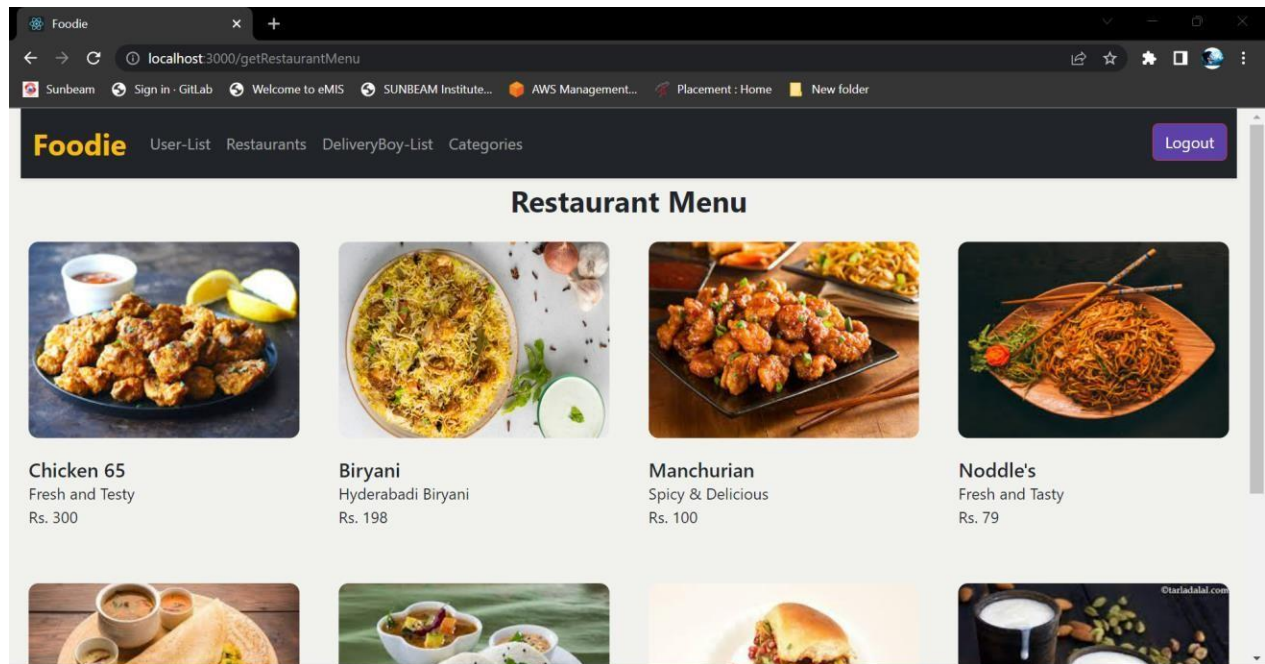 Foodie
localhost:3000/getRestaurantMenu
Sunbeam Sign in · GitLab Welcome to eMIS SUNBEAM Institute... AWS Management... Placement : Home New folder
Foodie User-List Restaurants DeliveryBoy-List Categories Logout
Restaurant Menu
Chicken 65
Fresh and Testy
Rs. 300
Biryani
Hyderabadi Biryani
Rs. 198
Manchurian
Spicy & Delicious
Rs. 100
Noddle's
Fresh and Tasty
Rs. 79
©tarladalal.com